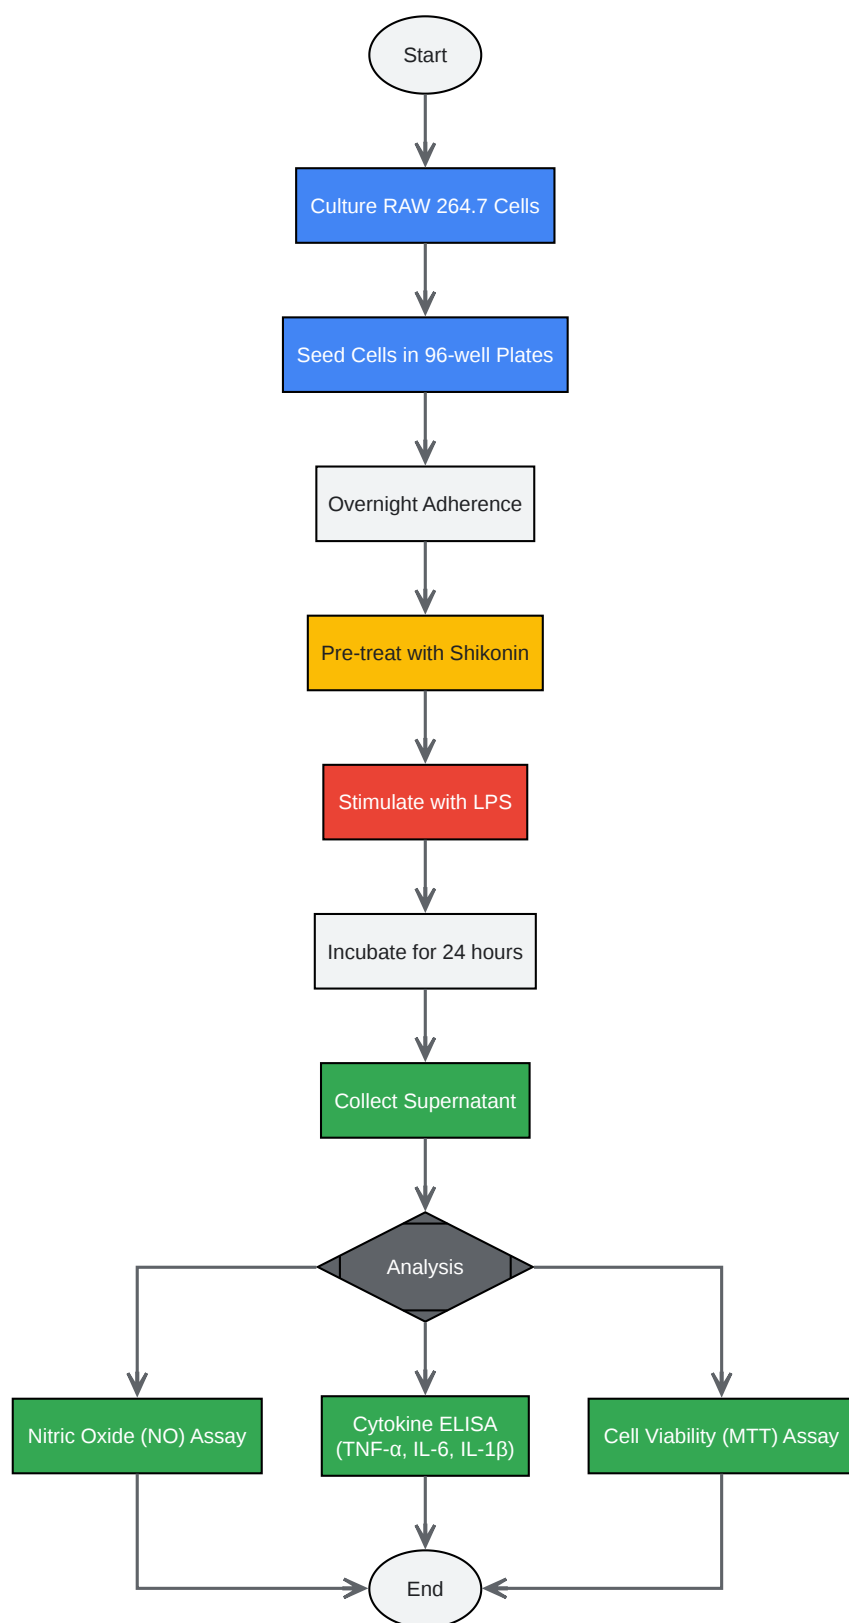 Start
Culture RAW 264.7 Cells
Seed Cells in 96-well Plates
Overnight Adherence
Pre-treat with Shikonin
Stimulate with LPS
Incubate for 24 hours
Collect Supernatant
Analysis
Nitric Oxide (NO) Assay
Cytokine ELISA
(TNF-α, IL-6, IL-1β)
Cell Viability (MTT) Assay
End